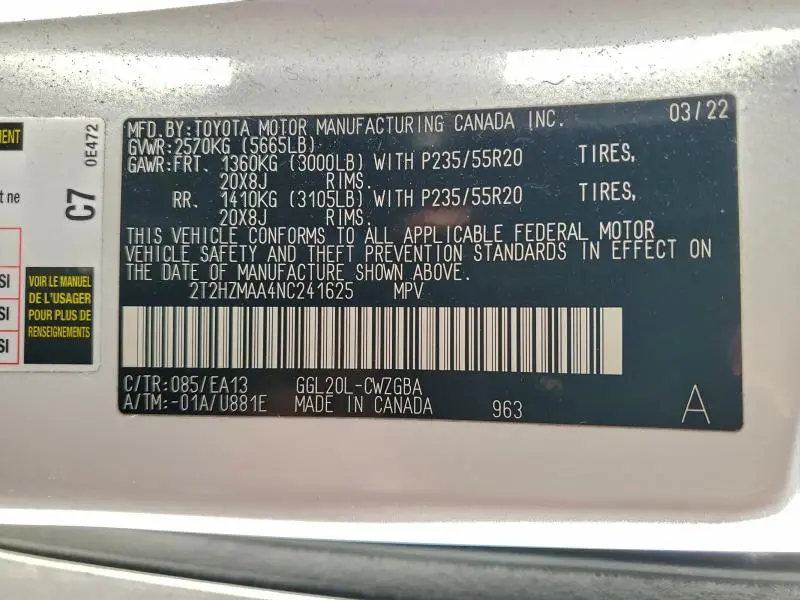 MFD.BY:TOYOTA MOTOR MANUFACTURING CANADA INC. 03/22
GVWR:2570KG (5665LB)
GAWR:FRT. 1360KG (3000LB) WITH P235/55R20 TIRES,
20X8J RIMS.
RR. 1410KG (3105LB) WITH P235/55R20 TIRES,
20X8J RIMS.
THIS VEHICLE CONFORMS TO ALL APPLICABLE FEDERAL MOTOR
VEHICLE SAFETY AND THEFT PREVENTION STANDARDS IN EFFECT ON
THE DATE OF MANUFACTURE SHOWN ABOVE.
2T2HZMAA4NC241625 MPV
C/TR:085/EA13 GGL20L-CWZGBA
A/TM:-01A/U881E MADE IN CANADA 963 A
C7
0E472
t ne
SI
SI
SI
VOIR LE MANUEL
DE L'USAGER
POUR PLUS DE
RENSEIGNEMENTS